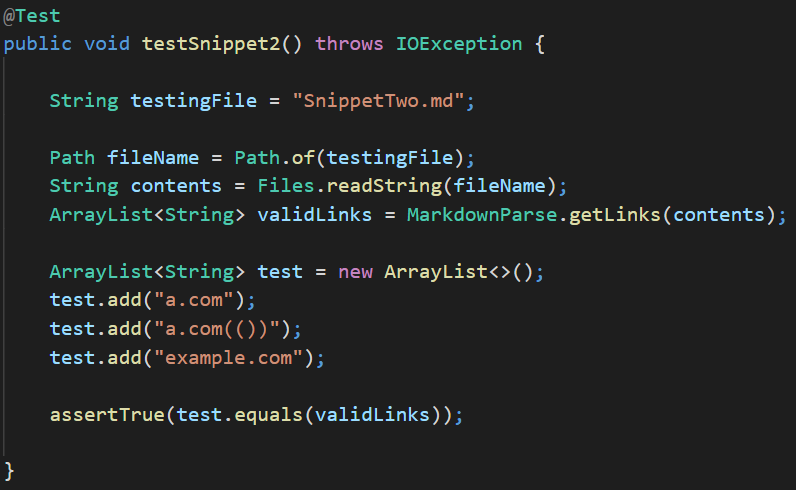 @Test
public void testSnippet2() throws IOException {
String testingFile = "SnippetTwo.md";
Path fileName = Path.of(testingFile);
String contents = Files.readString(fileName);
ArrayList<String> validLinks = MarkdownParse.getLinks(contents);
ArrayList<String> test = new ArrayList<>();
test.add("a.com");
test.add("a.com(())");
test.add("example.com");
assertTrue(test.equals(validLinks));
}